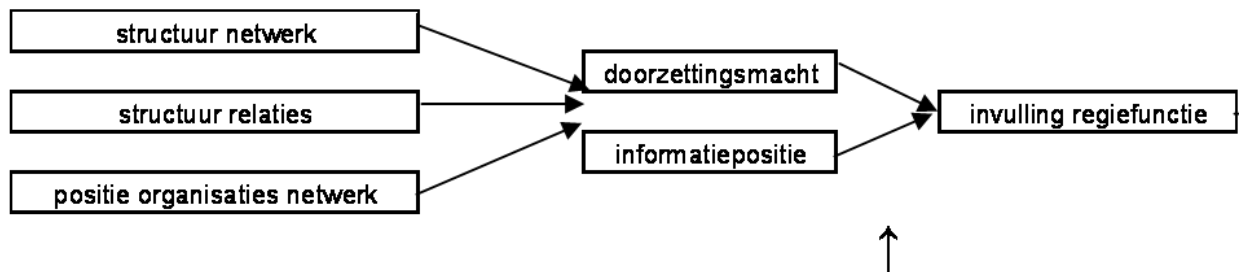 structuur netwerk
structuur relaties
positie organisaties netwerk
doorzettingsmacht
informatiepositie
invulling regiefunctie